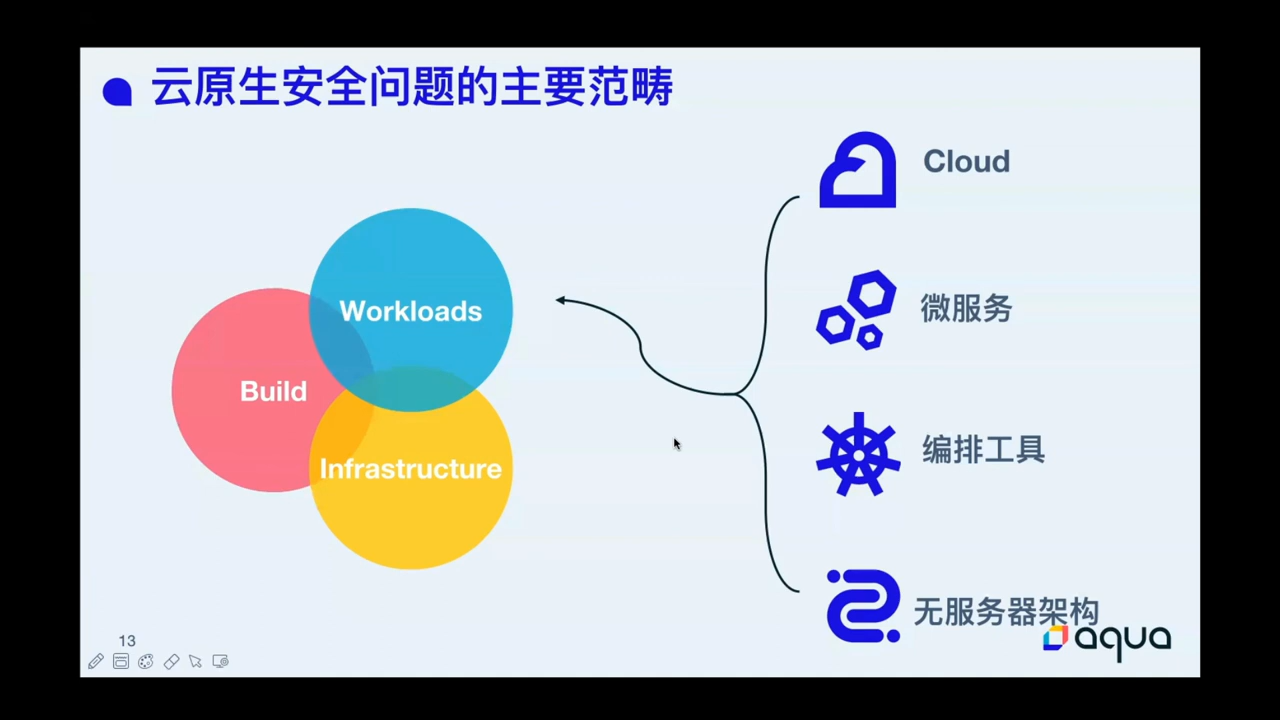 云原生安全问题的主要范畴
Cloud
Workloads
微服务
Build
编排工具
Infrastructure
无服务器架构
13
aqua